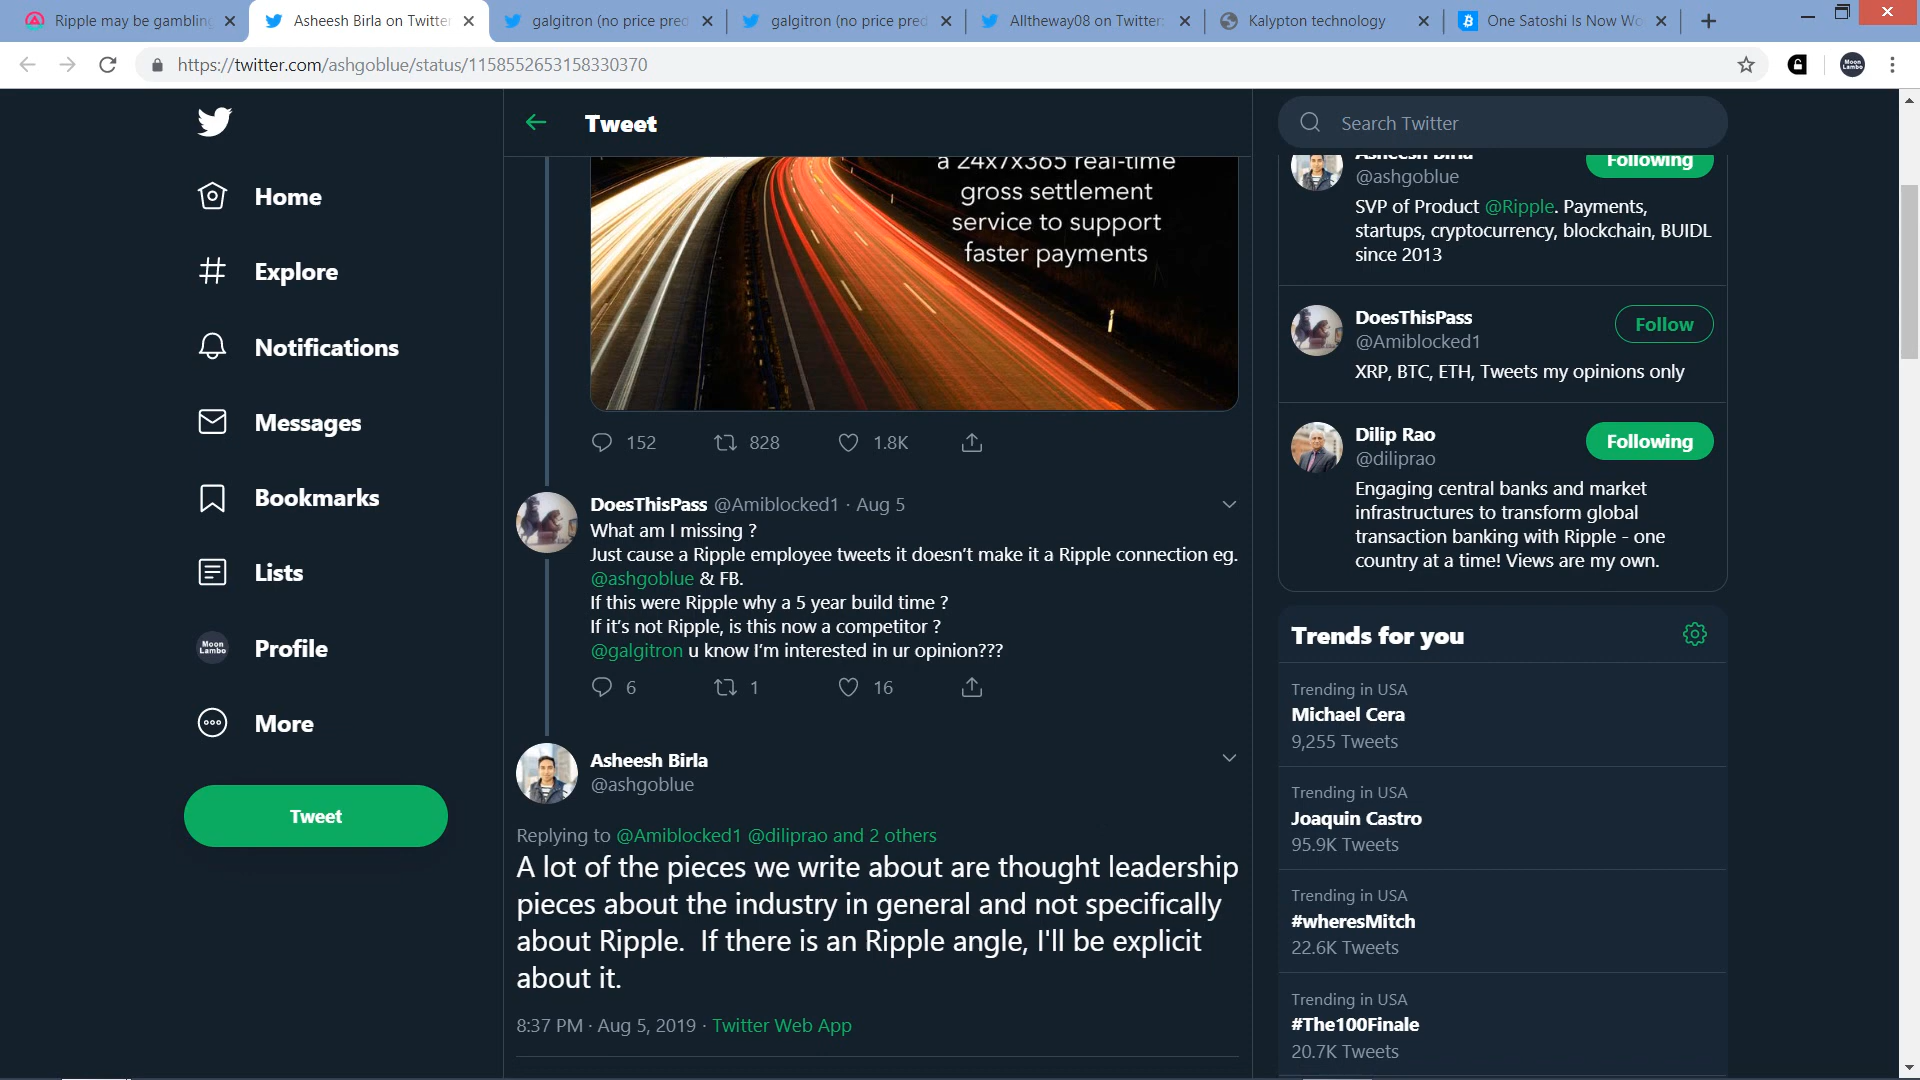 Ripple may be gambling
Asheesh Birla on Twitter
galgitron (no price pred
galgitron (no price pred
Alltheway08 on Twitter:
Kalypton technology
One Satoshi Is Now Wo
https://twitter.com/ashgoblue/status/1158552653158330370
Moon Lambo
Home
Explore
Notifications
Messages
Bookmarks
Lists
Moon Lambo
Profile
More
Tweet
Tweet
a 24x7x365 real-time
gross settlement
service to support
faster payments
152 828 1.8K
DoesThisPass @Amiblocked1 · Aug 5
What am I missing ?
Just cause a Ripple employee tweets it doesn’t make it a Ripple connection eg.
@ashgoblue & FB.
If this were Ripple why a 5 year build time ?
If it’s not Ripple, is this now a competitor ?
@galgitron u know I’m interested in ur opinion???
6 1 16
Asheesh Birla
@ashgoblue
Replying to @Amiblocked1 @diliprao and 2 others
A lot of the pieces we write about are thought leadership
pieces about the industry in general and not specifically
about Ripple.  If there is an Ripple angle, I'll be explicit
about it.
8:37 PM · Aug 5, 2019 · Twitter Web App
Search Twitter
Asheesh Birla
Following
@ashgoblue
SVP of Product @Ripple. Payments,
startups, cryptocurrency, blockchain, BUIDL
since 2013
DoesThisPass
Follow
@Amiblocked1
XRP, BTC, ETH, Tweets my opinions only
Dilip Rao
Following
@diliprao
Engaging central banks and market
infrastructures to transform global
transaction banking with Ripple - one
country at a time! Views are my own.
Trends for you
Trending in USA
Michael Cera
9,255 Tweets
Trending in USA
Joaquin Castro
95.9K Tweets
Trending in USA
#wheresMitch
22.6K Tweets
Trending in USA
#The100Finale
20.7K Tweets